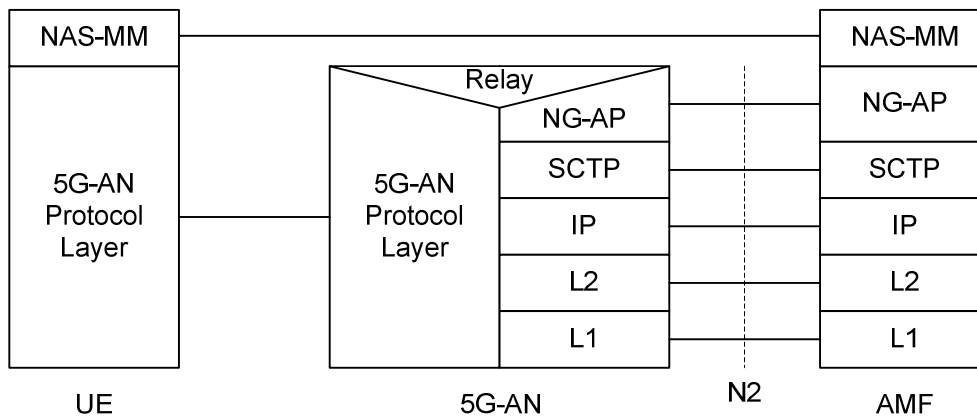 NAS-MM
5G-AN
Protocol
Layer
UE
Relay
5G-AN
Protocol
Layer
NG-AP
SCTP
IP
L2
L1
5G-AN
N2
NAS-MM
NG-AP
SCTP
IP
L2
L1
AMF